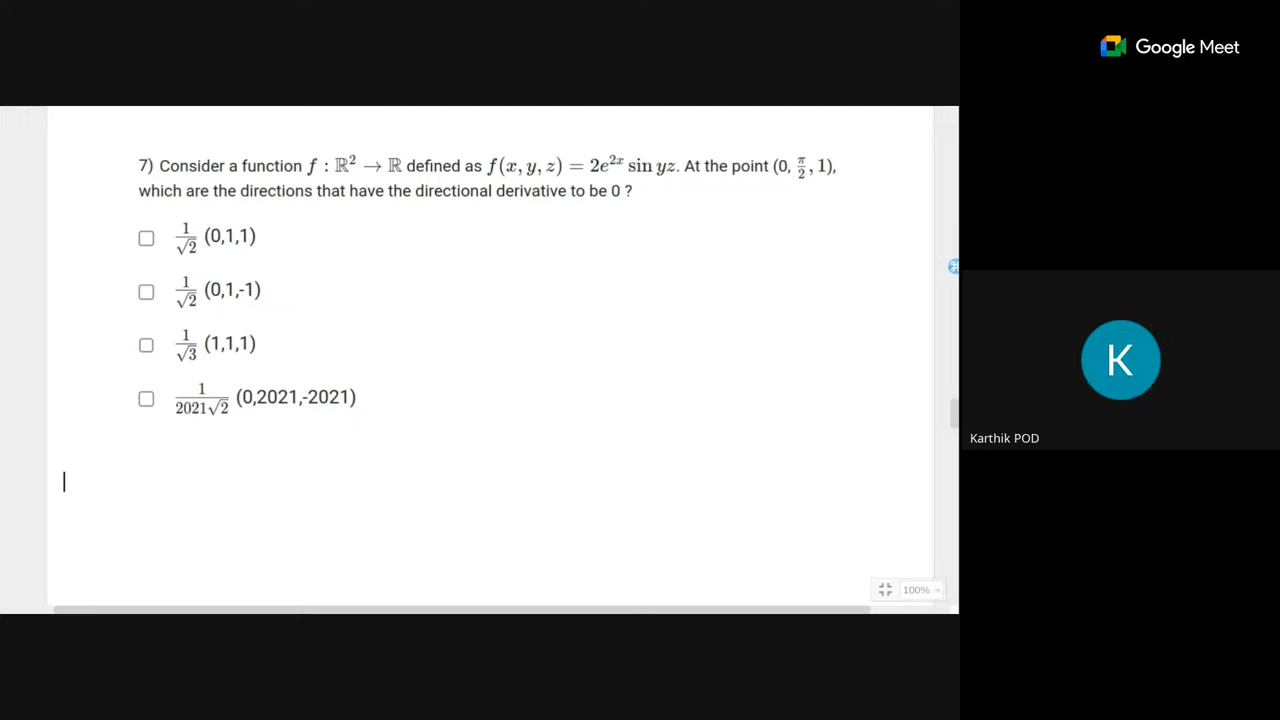 Google Meet
7) Consider a function f : ℝ² → ℝ defined as f(x, y, z) = 2e^{2x} sin yz. At the point (0, π/2, 1),
which are the directions that have the directional derivative to be 0 ?
1/√2 (0,1,1)
1/√2 (0,1,-1)
1/√3 (1,1,1)
1/2021√2 (0,2021,-2021)
K
Karthik POD
100%